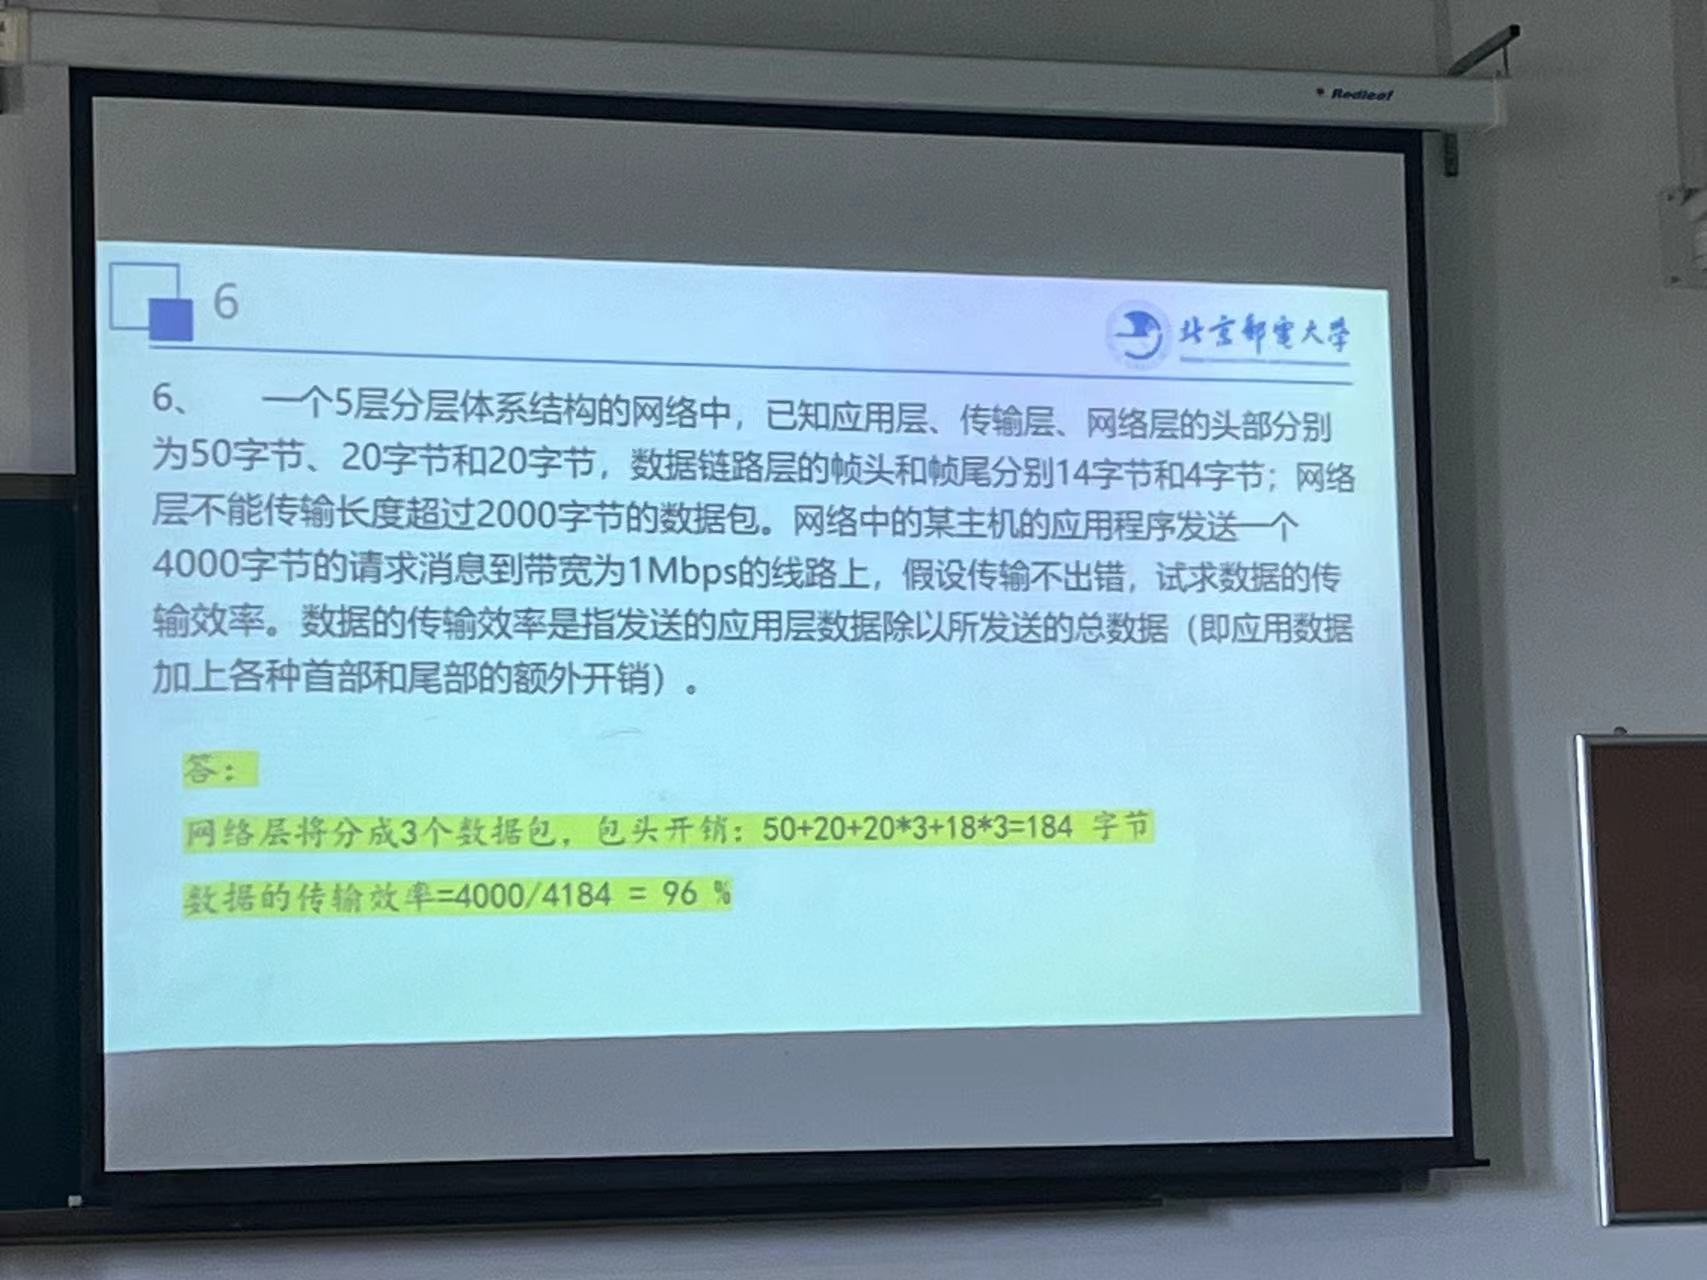 Redleaf
6
北京邮电大学
6、 一个5层分层体系结构的网络中，已知应用层、传输层、网络层的头部分别
为50字节、20字节和20字节，数据链路层的帧头和帧尾分别14字节和4字节；网络
层不能传输长度超过2000字节的数据包。网络中的某主机的应用程序发送一个
4000字节的请求消息到带宽为1Mbps的线路上，假设传输不出错，试求数据的传
输效率。数据的传输效率是指发送的应用层数据除以所发送的总数据（即应用数据
加上各种首部和尾部的额外开销）。
答：
网络层将分成3个数据包，包头开销：50+20+20*3+18*3=184 字节
数据的传输效率=4000/4184 = 96 %